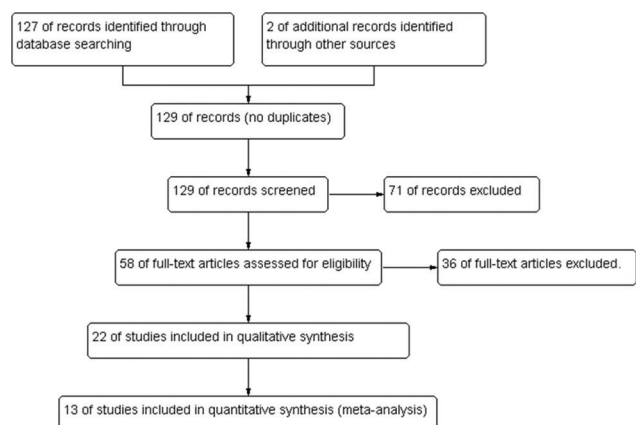 127 of records identified through
database searching
2 of additional records identified
through other sources
129 of records (no duplicates)
129 of records screened
71 of records excluded
58 of full-text articles assessed for eligibility
36 of full-text articles excluded.
22 of studies included in qualitative synthesis
13 of studies included in quantitative synthesis (meta-analysis)